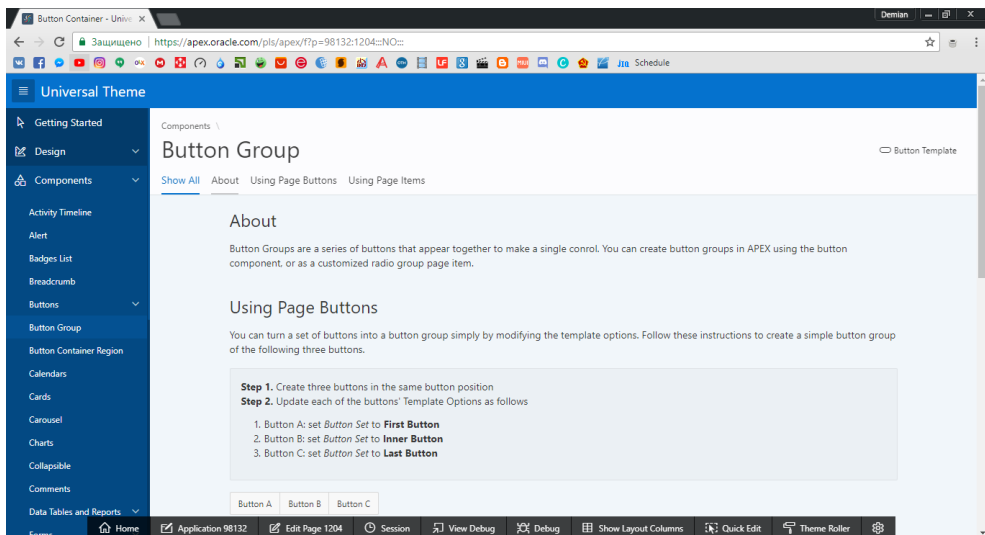 Button Container - Unive
Demian
Защищено
https://apex.oracle.com/pls/apex/f?p=98132:1204:::NO:::
Schedule
Universal Theme
Getting Started
Design
Components
Activity Timeline
Alert
Badges List
Breadcrumb
Buttons
Button Group
Button Container Region
Calendars
Cards
Carousel
Charts
Collapsible
Comments
Data Tables and Reports
Forms
Components \
Button Group
Button Template
Show All About Using Page Buttons Using Page Items
About
Button Groups are a series of buttons that appear together to make a single conrol. You can create button groups in APEX using the button
component, or as a customized radio group page item.
Using Page Buttons
You can turn a set of buttons into a button group simply by modifying the template options. Follow these instructions to create a simple button group
of the following three buttons.
Step 1. Create three buttons in the same button position
Step 2. Update each of the buttons' Template Options as follows
1. Button A: set Button Set to First Button
2. Button B: set Button Set to Inner Button
3. Button C: set Button Set to Last Button
Button A Button B Button C
Home Application 98132 Edit Page 1204 Session View Debug Debug Show Layout Columns Quick Edit Theme Roller